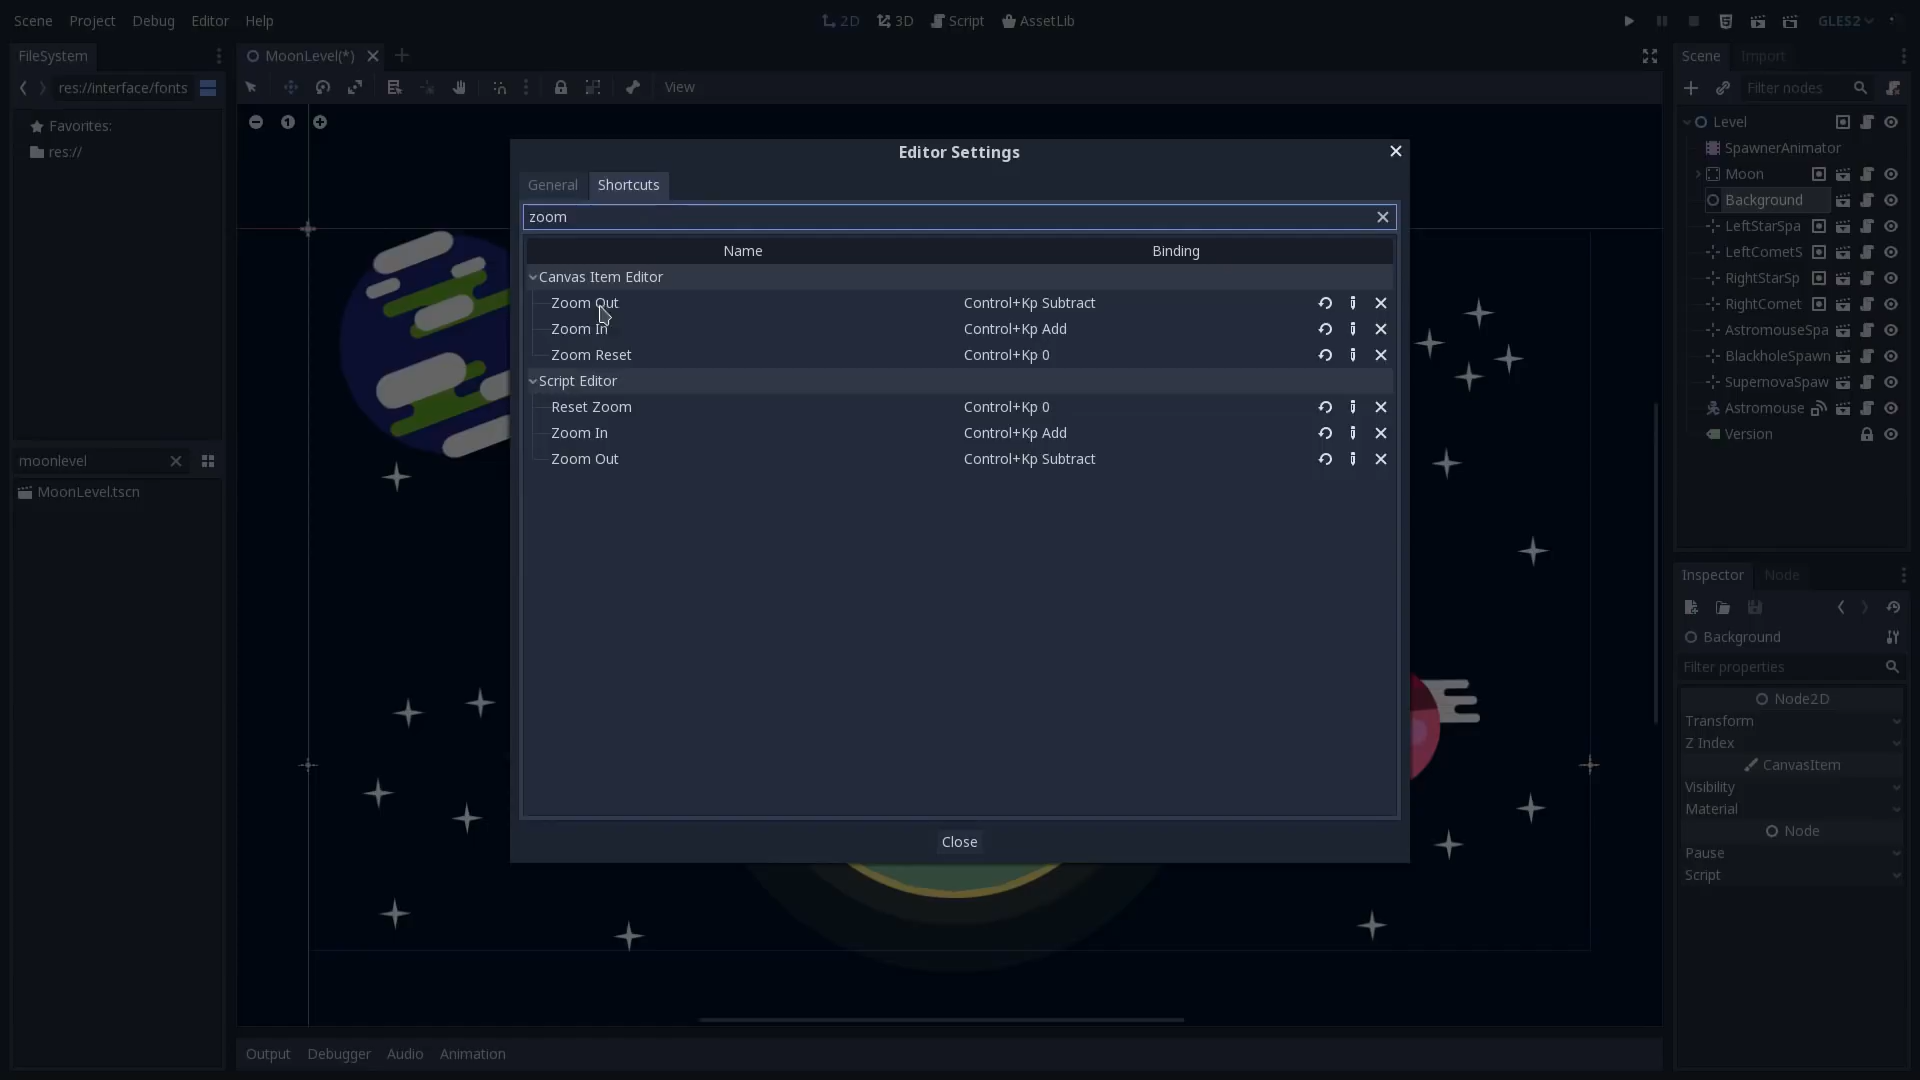 Scene Project Debug Editor Help 2D 3D Script AssetLib GLES2
FileSystem
res://interface/fonts
Favorites:
res://
moonlevel
MoonLevel.tscn
MoonLevel(*)
View
Editor Settings
General Shortcuts
zoom
Name Binding
Canvas Item Editor
Zoom Out Control+Kp Subtract
Zoom In Control+Kp Add
Zoom Reset Control+Kp 0
Script Editor
Reset Zoom Control+Kp 0
Zoom In Control+Kp Add
Zoom Out Control+Kp Subtract
Close
Output Debugger Audio Animation
Scene Import
Filter nodes
Level
SpawnerAnimator
Moon
Background
LeftStarSpa
LeftCometS
RightStarSp
RightComet
AstromouseSpa
BlackholeSpawn
SupernovaSpaw
Astromouse
Version
Inspector Node
Background
Filter properties
Node2D
Transform
Z Index
CanvasItem
Visibility
Material
Node
Pause
Script